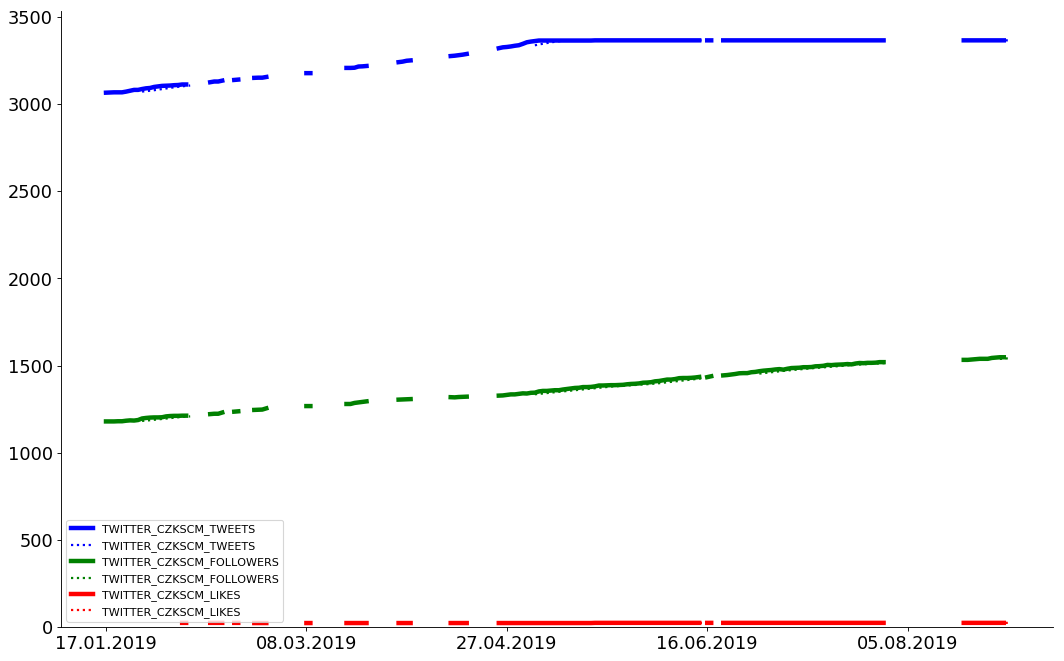 3500
3000
2500
2000
1500
1000
500
0
TWITTER_CZKSCM_TWEETS
TWITTER_CZKSCM_TWEETS
TWITTER_CZKSCM_FOLLOWERS
TWITTER_CZKSCM_FOLLOWERS
TWITTER_CZKSCM_LIKES
TWITTER_CZKSCM_LIKES
17.01.2019 08.03.2019 27.04.2019 16.06.2019 05.08.2019